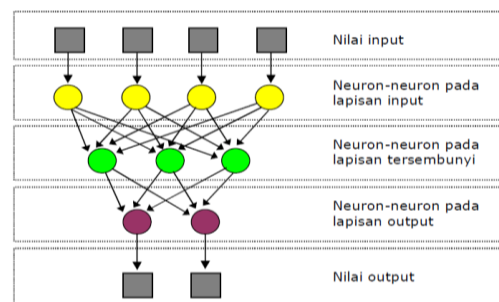 Nilai input
Neuron-neuron pada
lapisan input
Neuron-neuron pada
lapisan tersembunyi
Neuron-neuron pada
lapisan output
Nilai output